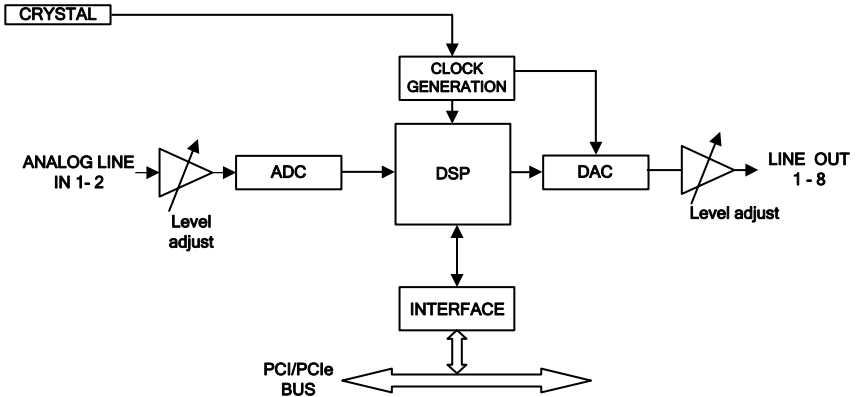 CRYSTAL
CLOCK
GENERATION
ANALOG LINE
IN 1- 2
Level
adjust
ADC
DSP
DAC
LINE OUT
1 - 8
Level adjust
INTERFACE
PCI/PCIe
BUS